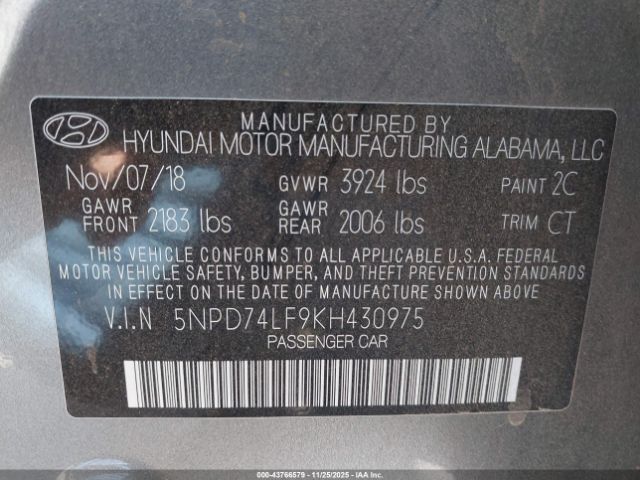 MANUFACTURED BY
HYUNDAI MOTOR MANUFACTURING ALABAMA, LLC
Nov/07/18 GVWR 3924 lbs PAINT 2C
GAWR FRONT 2183 lbs GAWR REAR 2006 lbs TRIM CT
THIS VEHICLE CONFORMS TO ALL APPLICABLE U.S.A. FEDERAL
MOTOR VEHICLE SAFETY, BUMPER, AND THEFT PREVENTION STANDARDS
IN EFFECT ON THE DATE OF MANUFACTURE SHOWN ABOVE
V.I.N 5NPD74LF9KH430975
PASSENGER CAR
000-43766579 - 11/25/2025 - 000-43766387